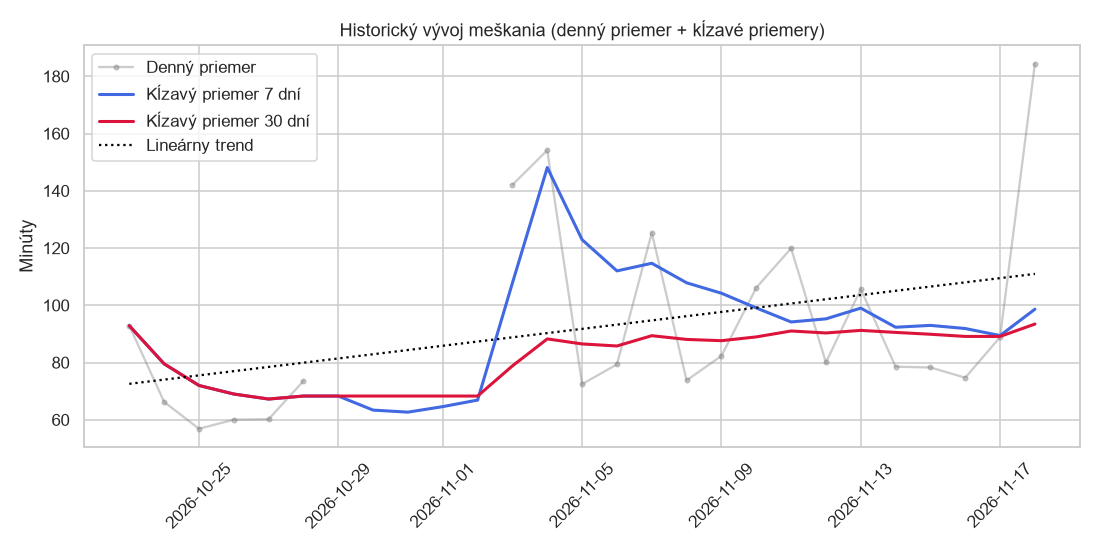 Historický vývoj meškania (denný priemer + kĺzavé priemery)
Denný priemer
Kĺzavý priemer 7 dní
Kĺzavý priemer 30 dní
Lineárny trend
Minúty
180
160
140
120
100
80
60
2026-10-25
2026-10-29
2026-11-01
2026-11-05
2026-11-09
2026-11-13
2026-11-17